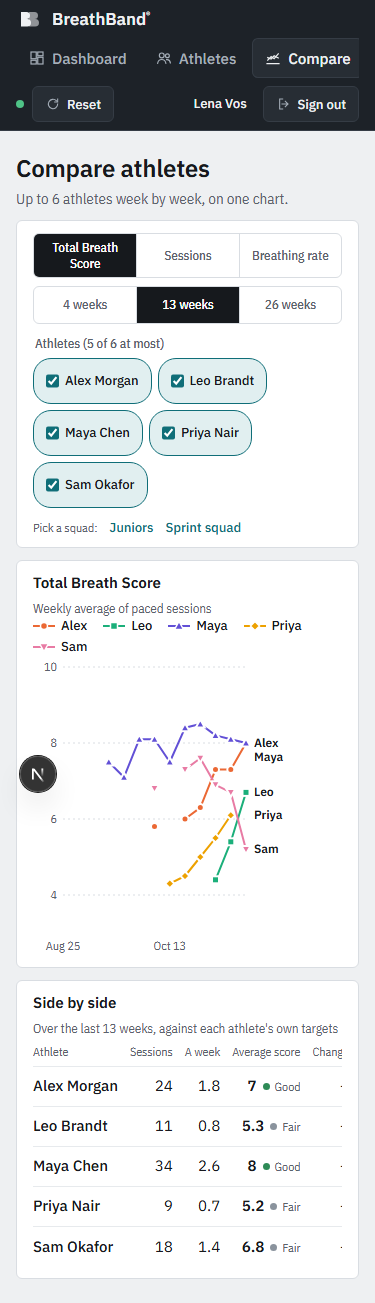 BreathBand®
Dashboard Athletes Compare
Reset Lena Vos Sign out
Compare athletes
Up to 6 athletes week by week, on one chart.
Total Breath Score Sessions Breathing rate
4 weeks 13 weeks 26 weeks
Athletes (5 of 6 at most)
Alex Morgan Leo Brandt
Maya Chen Priya Nair
Sam Okafor
Pick a squad: Juniors Sprint squad
Total Breath Score
Weekly average of paced sessions
Alex Leo Maya Priya
Sam
10
8 Alex
Maya
N
Leo
6 Priya
Sam
4
Aug 25 Oct 13
Side by side
Over the last 13 weeks, against each athlete's own targets
Athlete Sessions A week Average score Chang
Alex Morgan 24 1.8 7 Good
Leo Brandt 11 0.8 5.3 Fair
Maya Chen 34 2.6 8 Good
Priya Nair 9 0.7 5.2 Fair
Sam Okafor 18 1.4 6.8 Fair